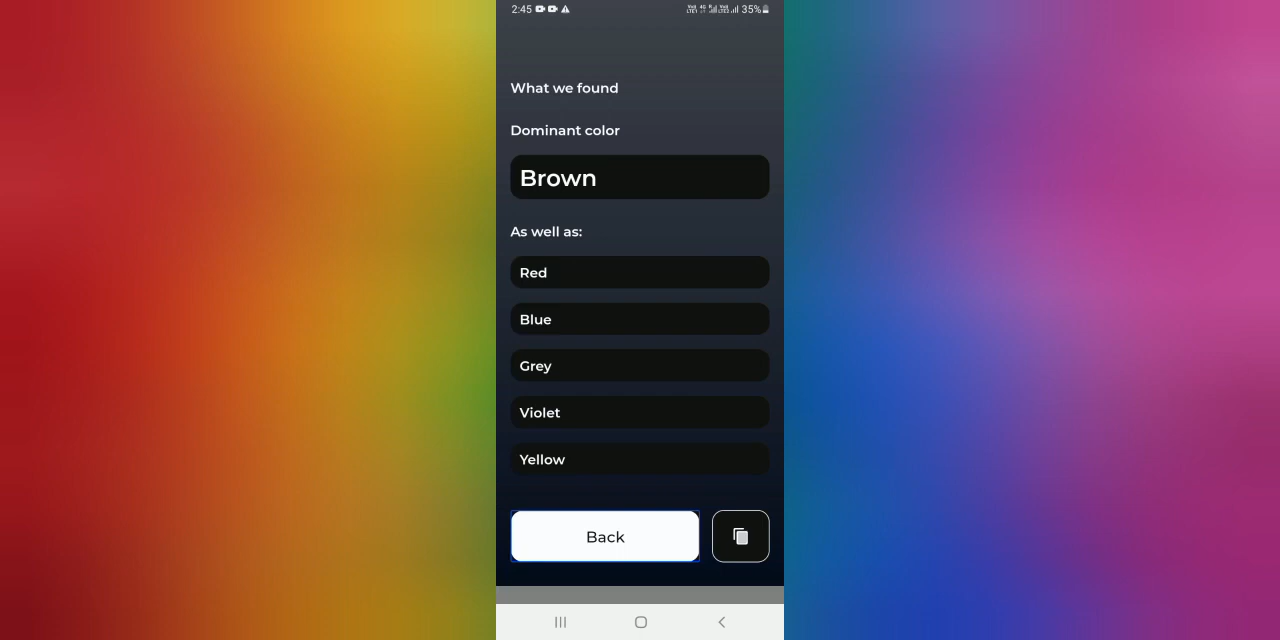 2:45 35%
What we found
Dominant color
Brown
As well as:
Red
Blue
Grey
Violet
Yellow
Back